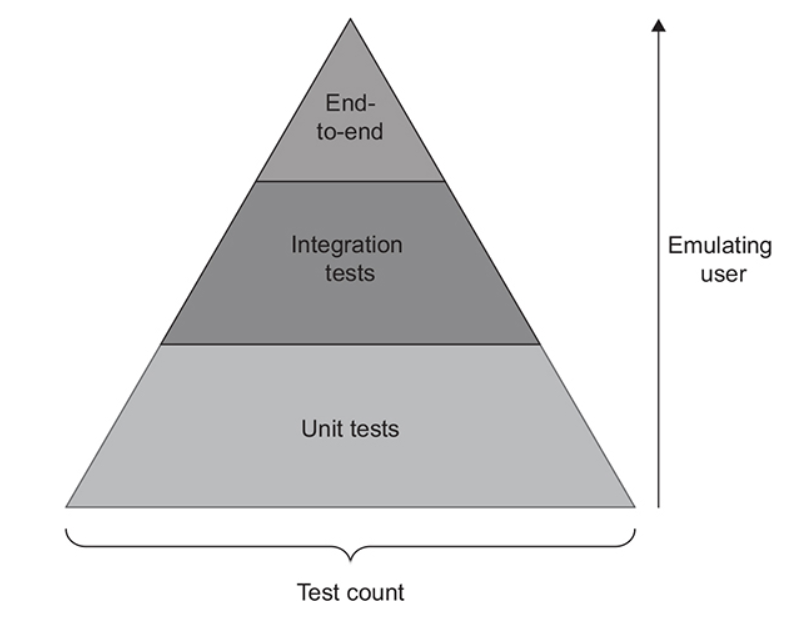 End-
to-end
Integration
tests
Emulating
user
Unit tests
Test count